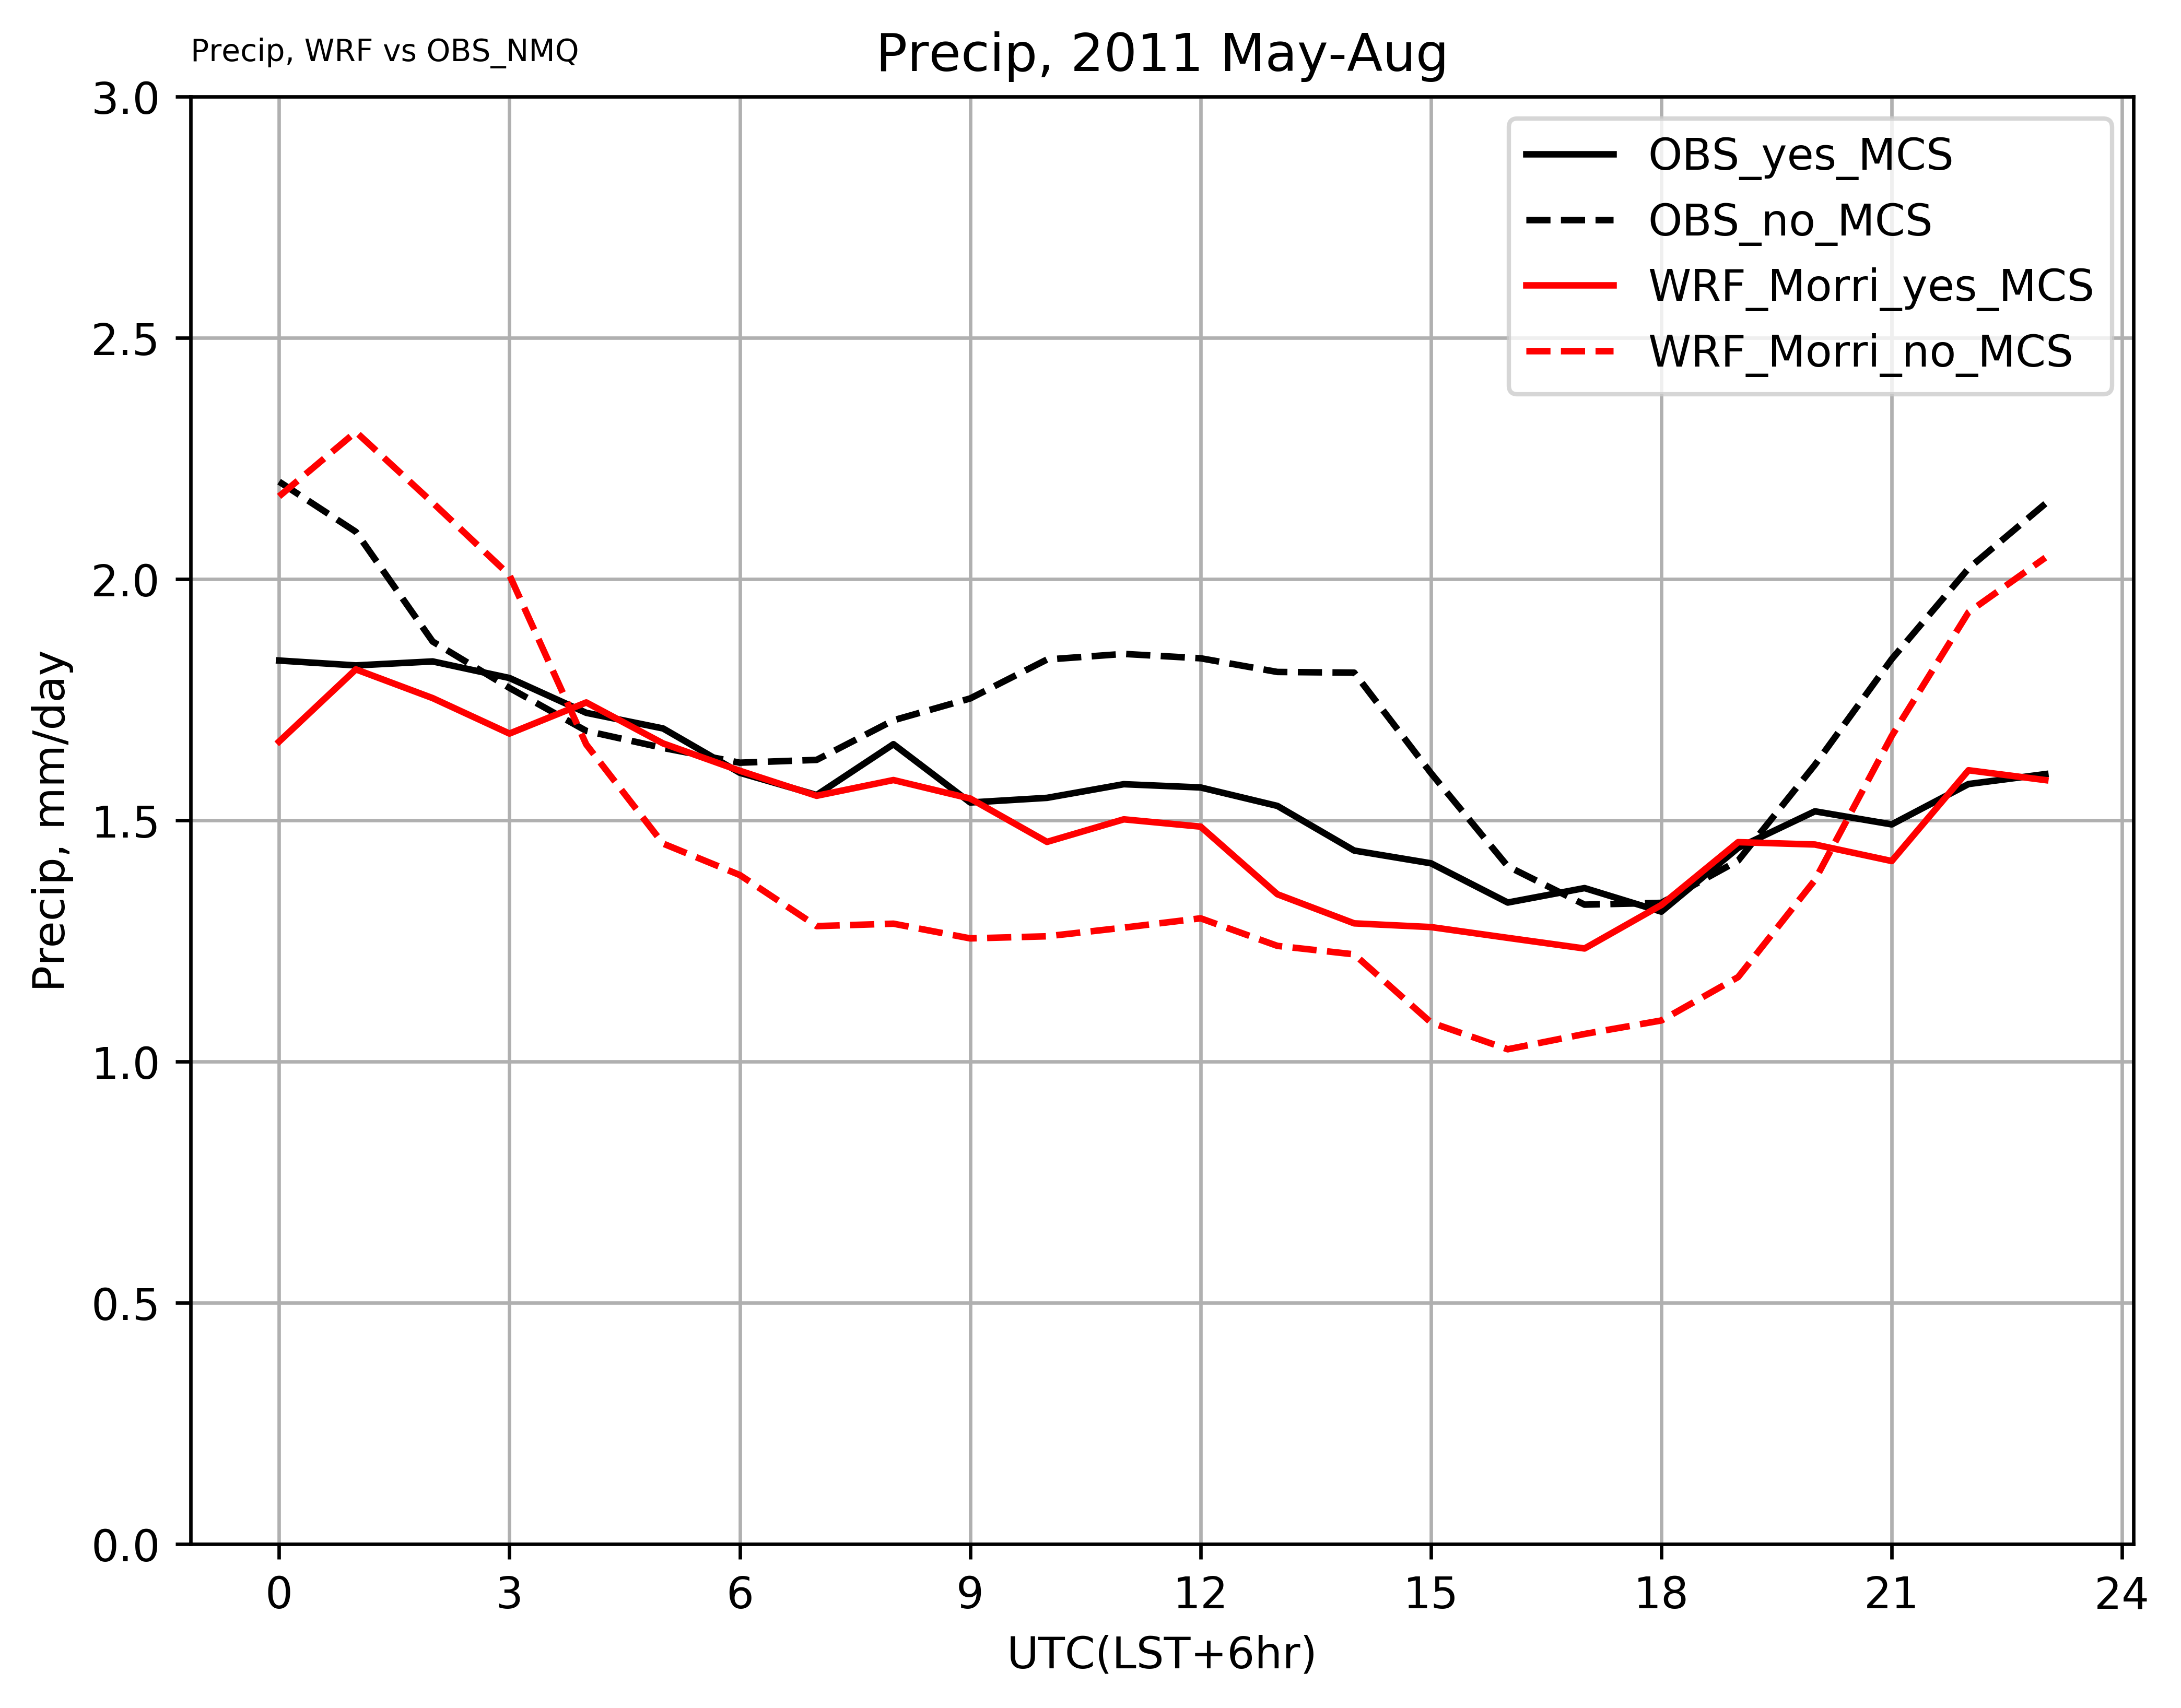 Precip, WRF vs OBS_NMQ
Precip, 2011 May-Aug
OBS_yes_MCS
OBS_no_MCS
WRF_Morri_yes_MCS
WRF_Morri_no_MCS
Precip, mm/day
3.0
2.5
2.0
1.5
1.0
0.5
0.0
0 3 6 9 12 15 18 21 24
UTC(LST+6hr)